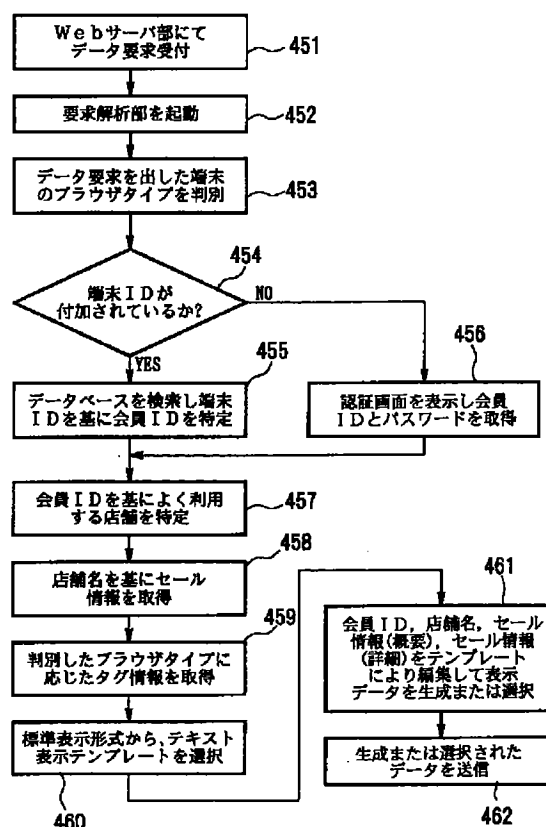 Ｗｅｂサーバ部にて
データ要求受付
451
要求解析部を起動
452
データ要求を出した端末
のブラウザタイプを判別
453
454
端末ＩＤが
付加されているか?
NO
YES
455
データベースを検索し端末
ＩＤを基に会員ＩＤを特定
456
認証画面を表示し会員
ＩＤとパスワードを取得
会員ＩＤを基によく利用
する店舗を特定
457
458
店舗名を基にセール
情報を取得
459
判別したブラウザタイプに
応じたタグ情報を取得
標準表示形式から、テキスト
表示テンプレートを選択
460
461
会員ＩＤ，店舗名，セール
情報(概要)，セール情報
(詳細)をテンプレート
により編集して表示
データを生成または選択
生成または選択された
データを送信
462